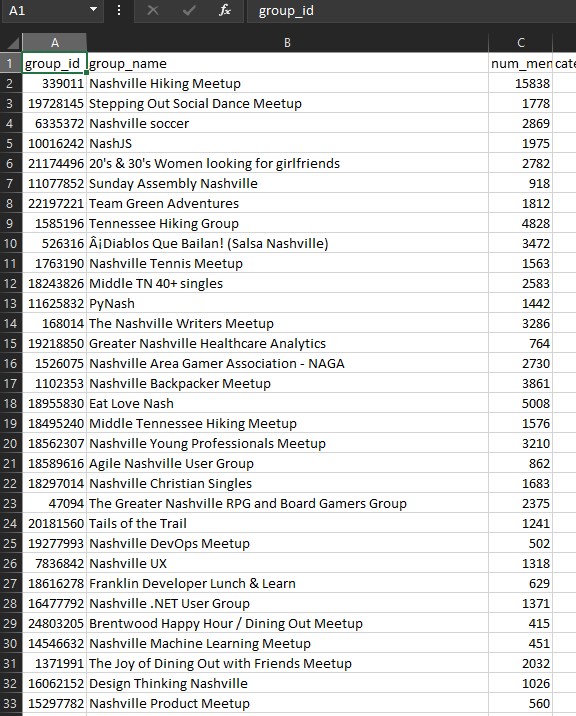 A1 fx group_id
A B C
1 group_id group_name num_men cate
2 339011 Nashville Hiking Meetup 15838
3 19728145 Stepping Out Social Dance Meetup 1778
4 6335372 Nashville soccer 2869
5 10016242 NashJS 1975
6 21174496 20's & 30's Women looking for girlfriends 2782
7 11077852 Sunday Assembly Nashville 918
8 22197221 Team Green Adventures 1812
9 1585196 Tennessee Hiking Group 4828
10 526316 Â¡Diablos Que Bailan! (Salsa Nashville) 3472
11 1763190 Nashville Tennis Meetup 1563
12 18243826 Middle TN 40+ singles 2583
13 11625832 PyNash 1442
14 168014 The Nashville Writers Meetup 3286
15 19218850 Greater Nashville Healthcare Analytics 764
16 1526075 Nashville Area Gamer Association - NAGA 2730
17 1102353 Nashville Backpacker Meetup 3861
18 18955830 Eat Love Nash 5008
19 18495240 Middle Tennessee Hiking Meetup 1576
20 18562307 Nashville Young Professionals Meetup 3210
21 18589616 Agile Nashville User Group 862
22 18297014 Nashville Christian Singles 1683
23 47094 The Greater Nashville RPG and Board Gamers Group 2375
24 20181560 Tails of the Trail 1241
25 19277993 Nashville DevOps Meetup 502
26 7836842 Nashville UX 1318
27 18616278 Franklin Developer Lunch & Learn 629
28 16477792 Nashville .NET User Group 1371
29 24803205 Brentwood Happy Hour / Dining Out Meetup 415
30 14546632 Nashville Machine Learning Meetup 451
31 1371991 The Joy of Dining Out with Friends Meetup 2032
32 16062152 Design Thinking Nashville 1026
33 15297782 Nashville Product Meetup 560